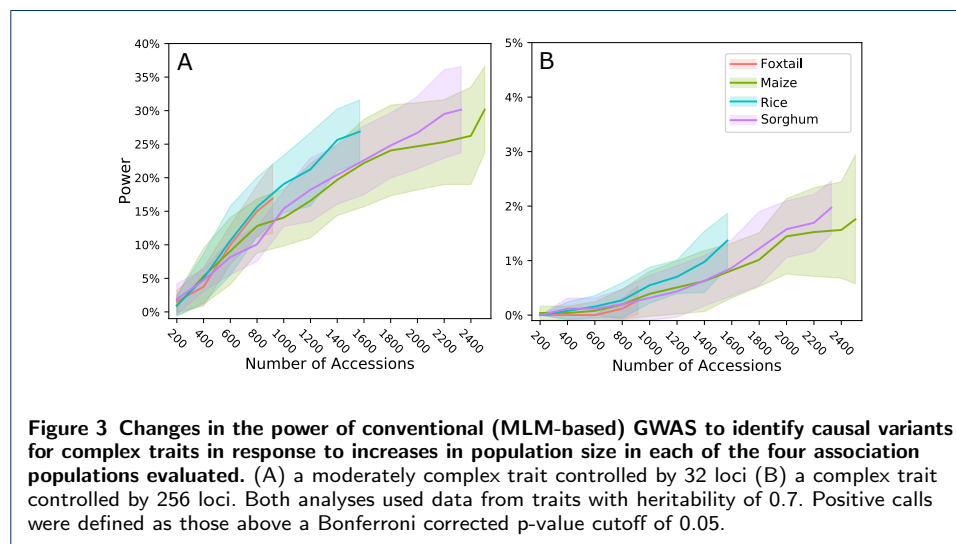 40%
35%
30%
25%
20%
15%
10%
5%
0%
Power
A
200
400
600
800
1000
1200
1400
1600
1800
2000
2200
2400
Number of Accessions
5%
4%
3%
2%
1%
0%
B
Foxtail
Maize
Rice
Sorghum
200
400
600
800
1000
1200
1400
1600
1800
2000
2200
2400
Number of Accessions
Figure 3 Changes in the power of conventional (MLM-based) GWAS to identify causal variants
for complex traits in response to increases in population size in each of the four association
populations evaluated. (A) a moderately complex trait controlled by 32 loci (B) a complex trait
controlled by 256 loci. Both analyses used data from traits with heritability of 0.7. Positive calls
were defined as those above a Bonferroni corrected p-value cutoff of 0.05.